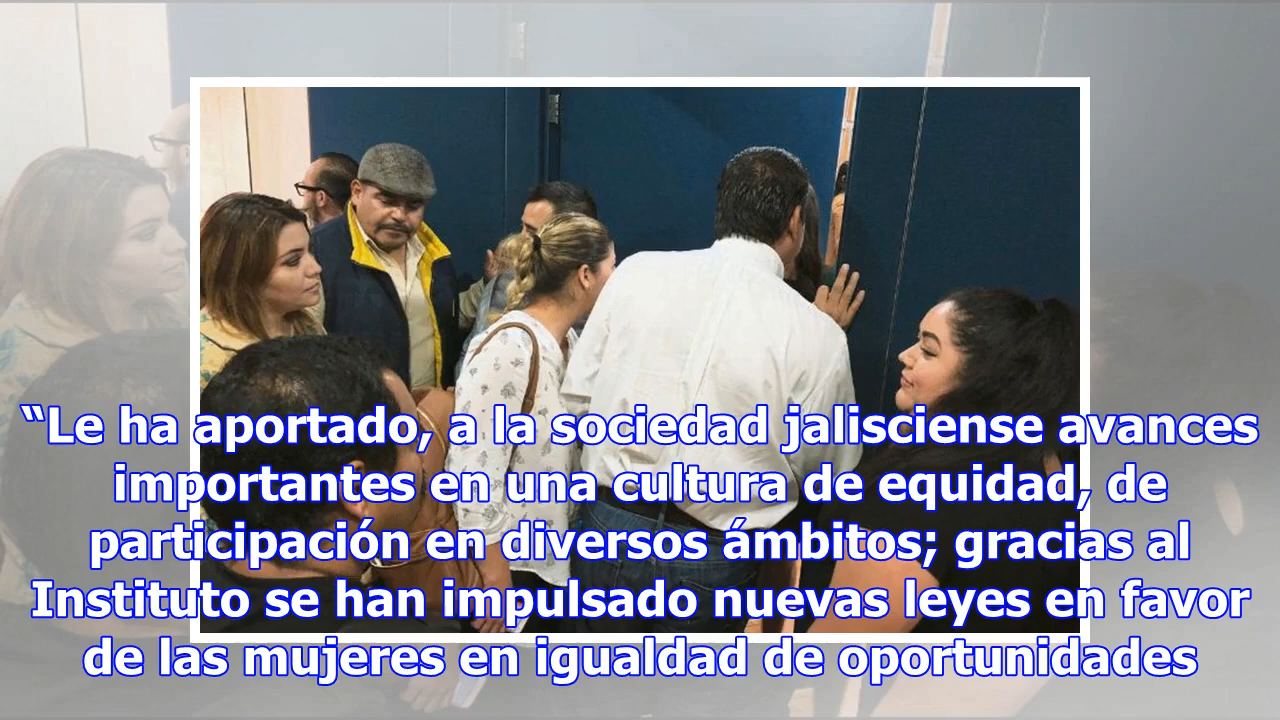 “Le ha aportado, a la sociedad jalisciense avances
importantes en una cultura de equidad, de
participación en diversos ámbitos; gracias al
Instituto se han impulsado nuevas leyes en favor
de las mujeres en igualdad de oportunidades